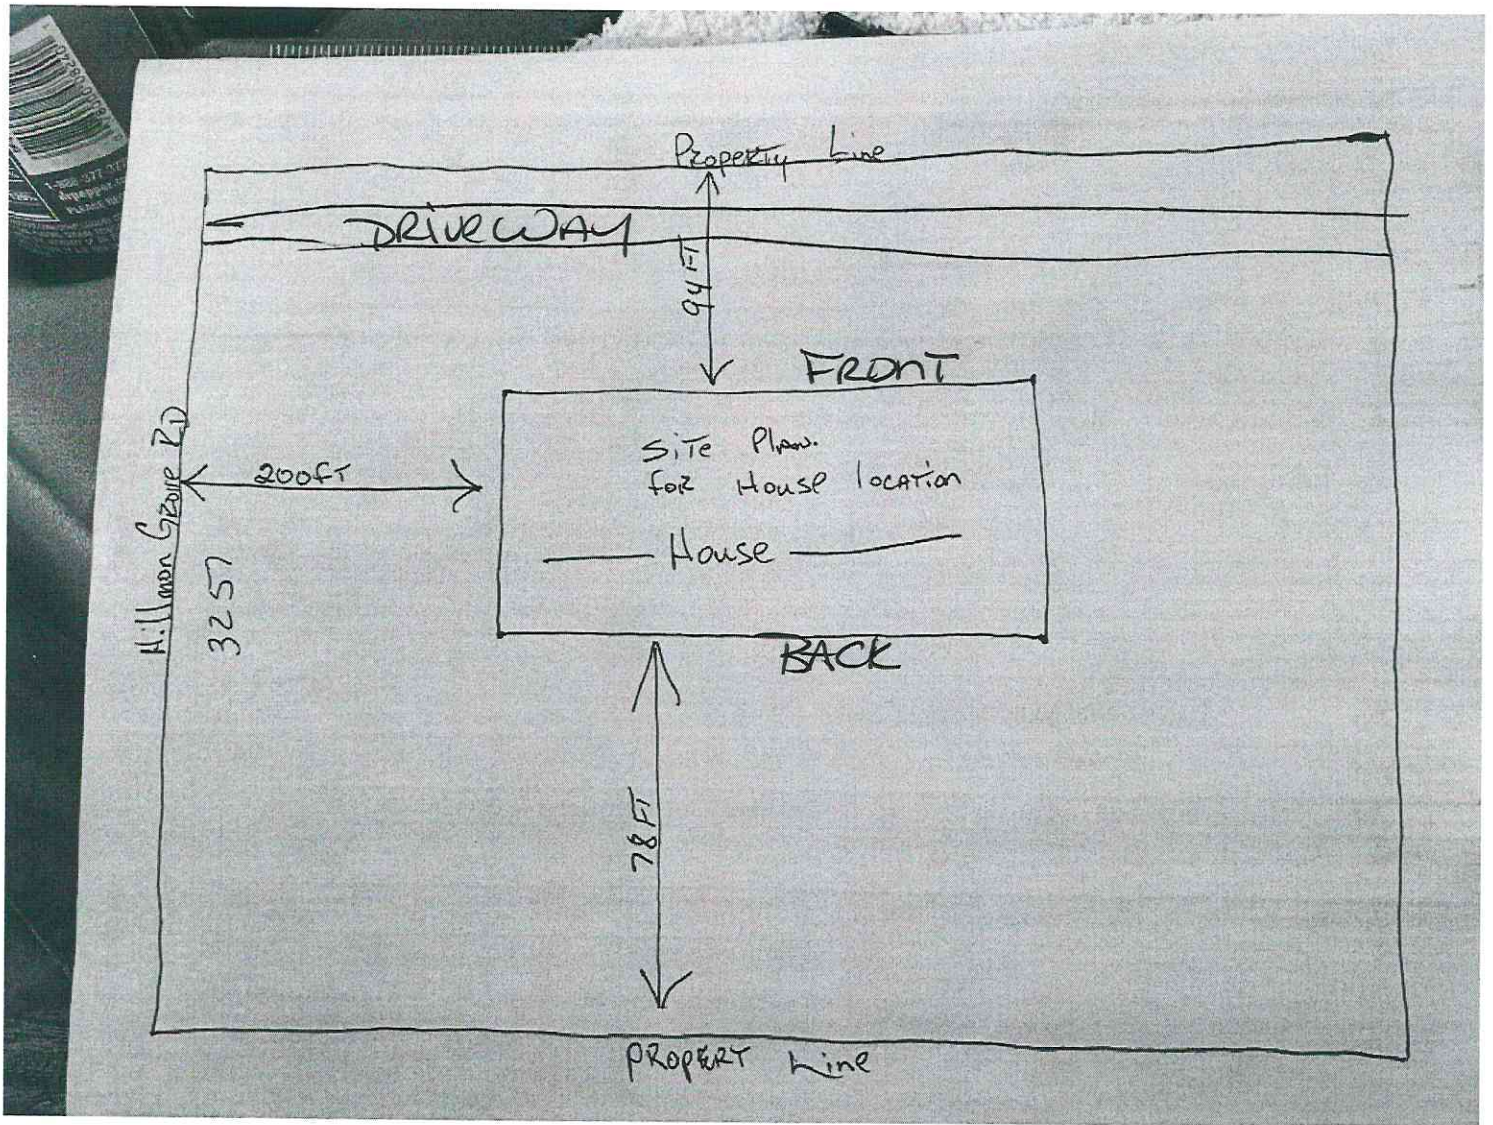 Property Line
DRIVEWAY
94 FT
FRONT
SITE Plan.
FOR House location
200FT
House
Hillmon Grove RD
3257
BACK
78 FT
PROPERT Line